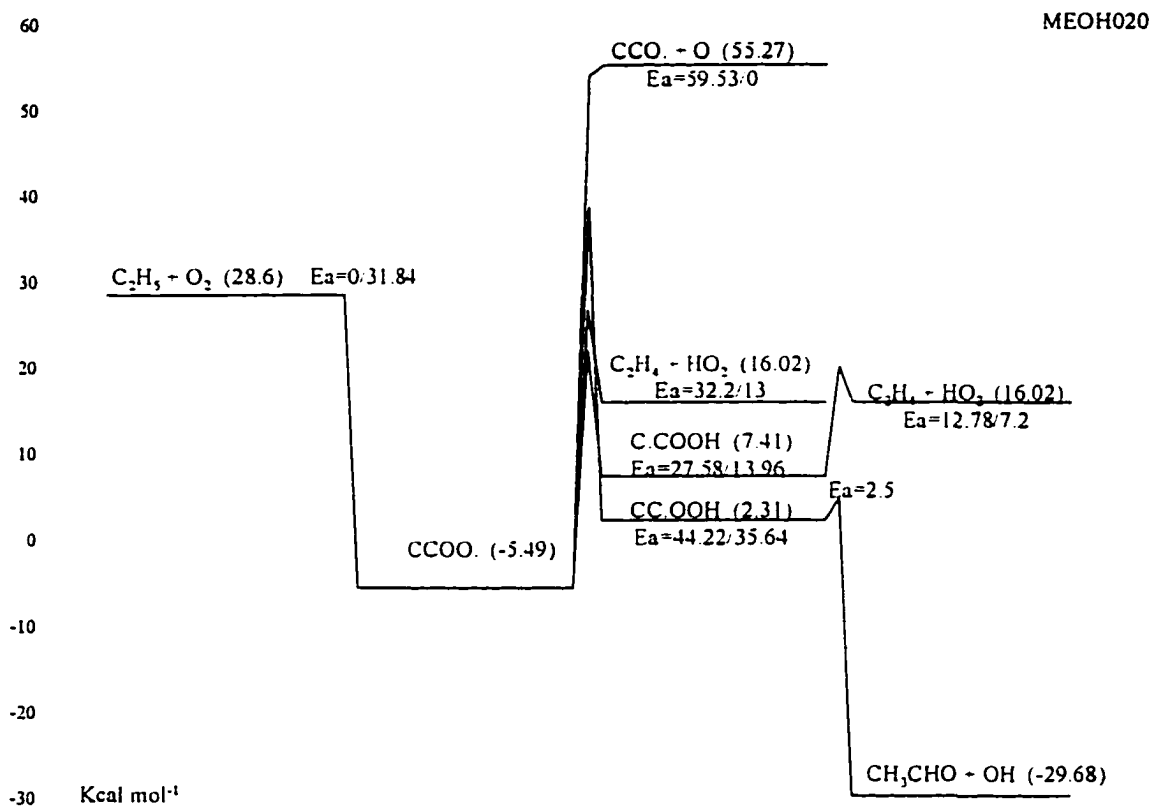 MEOH020
60
50
40
30
20
10
0
-10
-20
-30
Kcal mol⁻¹
C₂H₅ + O₂ (28.6) Ea=0/31.84
CCOO. (-5.49)
CCO. + O (55.27)
Ea=59.53/0
C₂H₄ + HO₂ (16.02)
Ea=32.2/13
C.COOH (7.41)
Ea=27.58/13.96
CC.OOH (2.31)
Ea=44.22/35.64
C₂H₄ + HO₂ (16.02)
Ea=12.78/7.2
Ea=2.5
CH₃CHO + OH (-29.68)